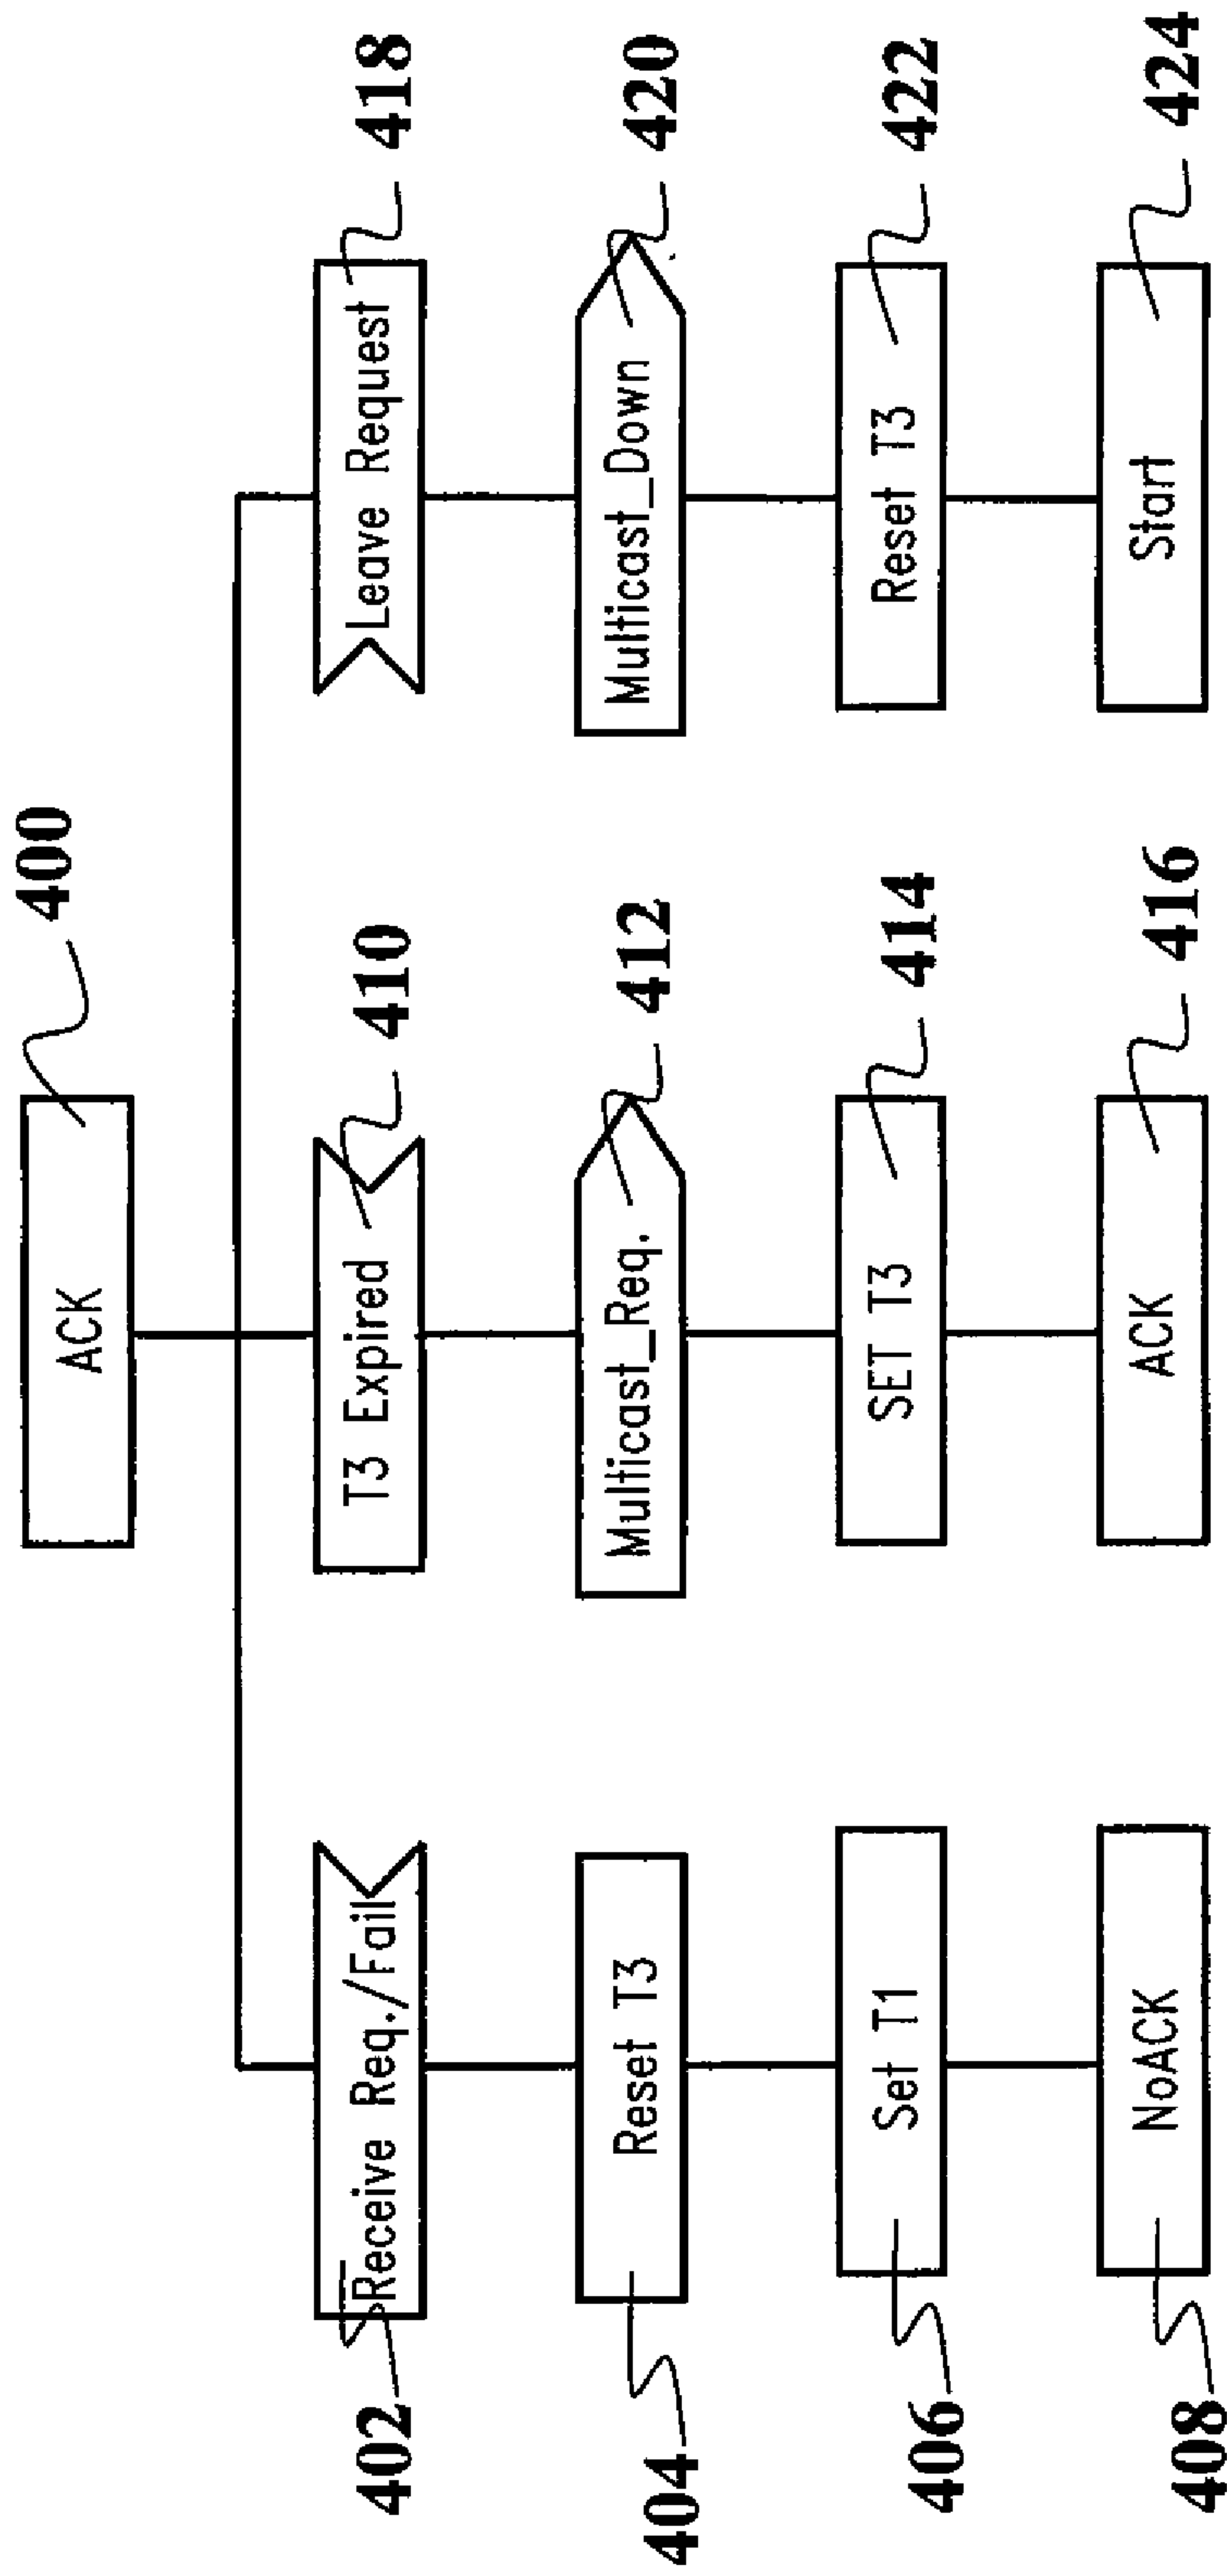 ACK
400
Receive Req./Fail
402
T3 Expired
410
Leave Request
418
Reset T3
404
Multicast_Req.
412
Multicast_Down
420
Set T1
406
SET T3
414
Reset T3
422
NoACK
408
ACK
416
Start
424